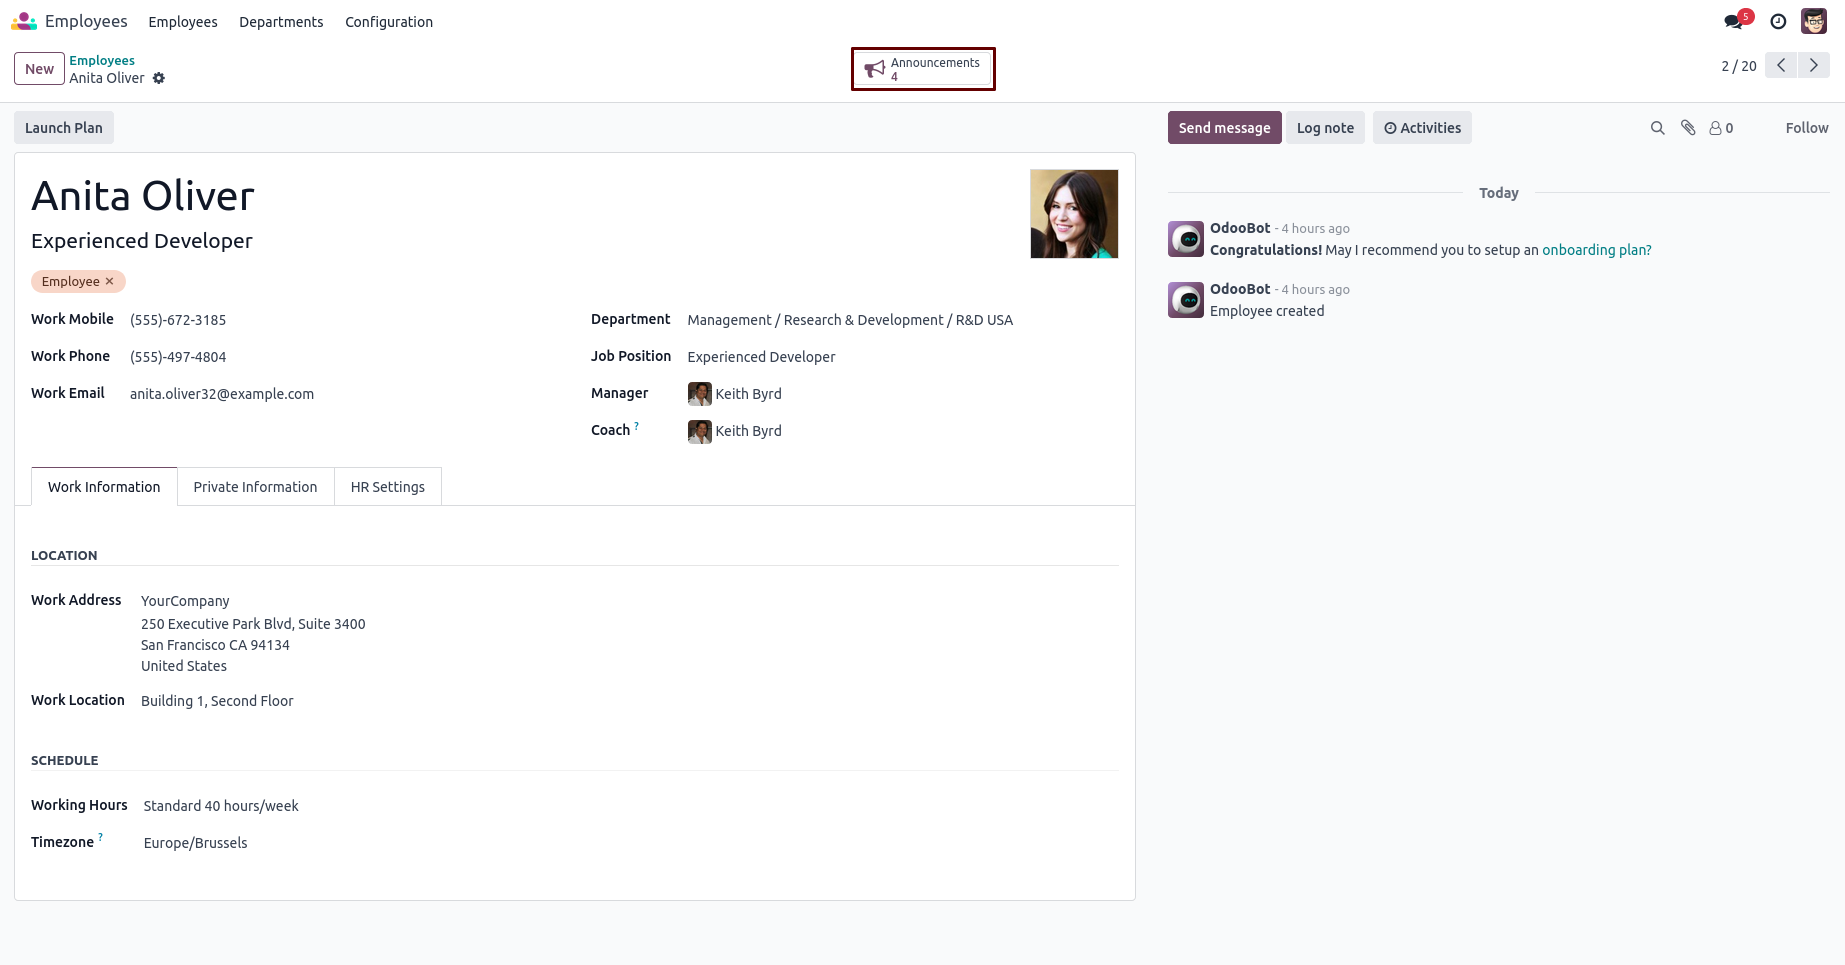 Employees Employees Departments Configuration 5
New Employees
Anita Oliver
Announcements
4
2 / 20
Launch Plan
Send message Log note Activities 0 Follow
Anita Oliver
Experienced Developer
Employee ×
Work Mobile (555)-672-3185
Work Phone (555)-497-4804
Work Email anita.oliver32@example.com
Department Management / Research & Development / R&D USA
Job Position Experienced Developer
Manager Keith Byrd
Coach ? Keith Byrd
Work Information Private Information HR Settings
LOCATION
Work Address YourCompany
250 Executive Park Blvd, Suite 3400
San Francisco CA 94134
United States
Work Location Building 1, Second Floor
SCHEDULE
Working Hours Standard 40 hours/week
Timezone ? Europe/Brussels
Today
OdooBot - 4 hours ago
Congratulations! May I recommend you to setup an onboarding plan?
OdooBot - 4 hours ago
Employee created